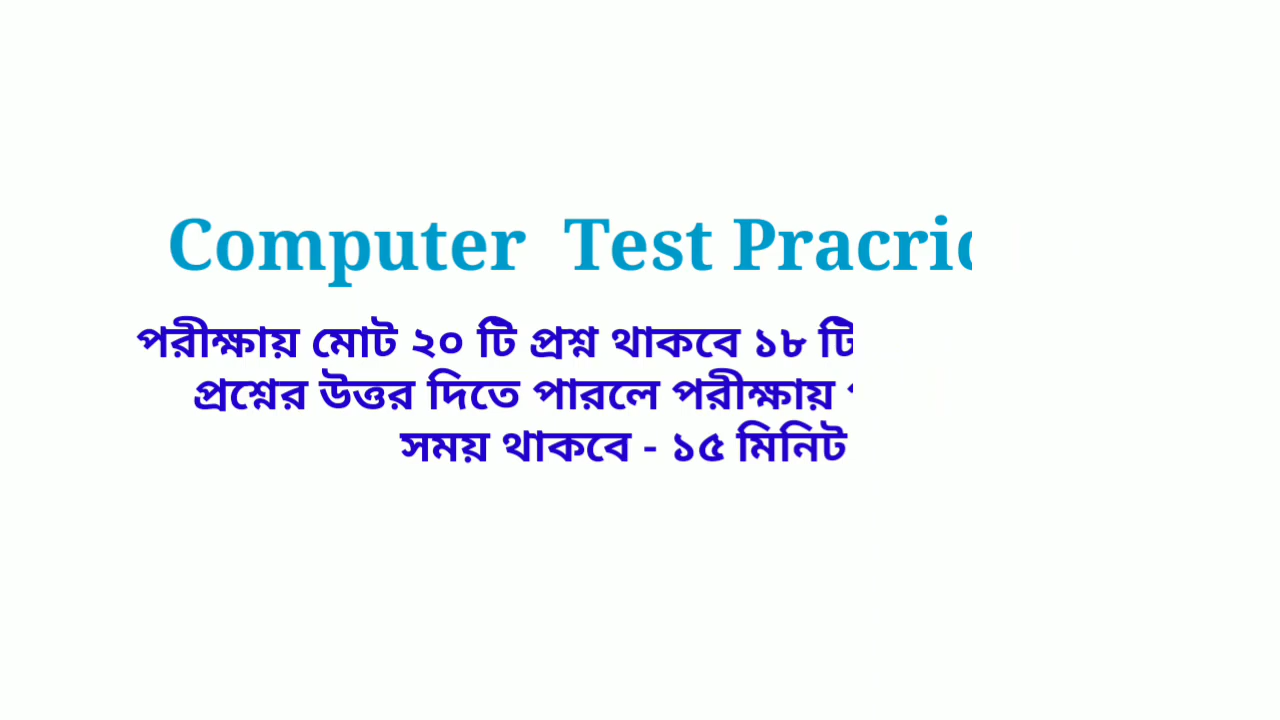 Computer Test Pracric
পরীক্ষায় মোট ২০ টি প্রশ্ন থাকবে ১৮ টি
প্রশ্নের উত্তর দিতে পারলে পরীক্ষায়
সময় থাকবে - ১৫ মিনিট